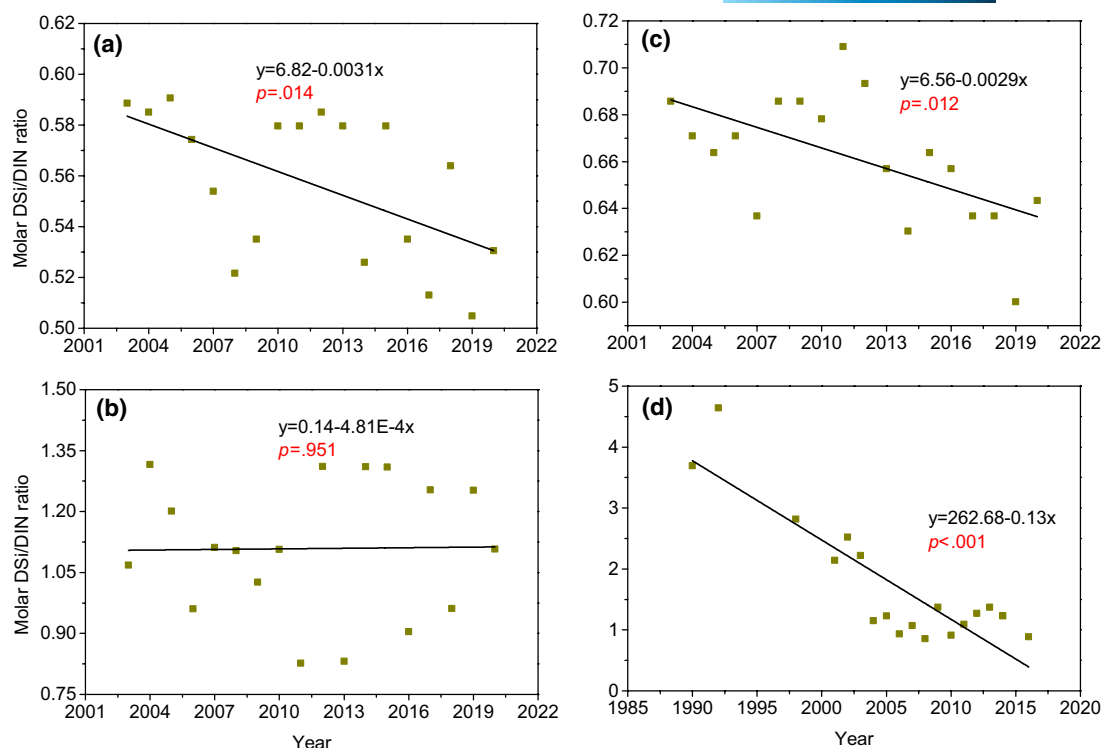 (a)
y=6.82-0.0031x
p=.014
0.62
0.60
0.58
0.56
0.54
0.52
0.50
Molar DSi/DIN ratio
2001 2004 2007 2010 2013 2016 2019 2022
(c)
y=6.56-0.0029x
p=.012
0.72
0.70
0.68
0.66
0.64
0.62
0.60
2001 2004 2007 2010 2013 2016 2019 2022
(b)
y=0.14-4.81E-4x
p=.951
1.50
1.35
1.20
1.05
0.90
0.75
Molar DSi/DIN ratio
2001 2004 2007 2010 2013 2016 2019 2022
Year
(d)
y=262.68-0.13x
p<.001
5
4
3
2
1
0
1985 1990 1995 2000 2005 2010 2015 2020
Year